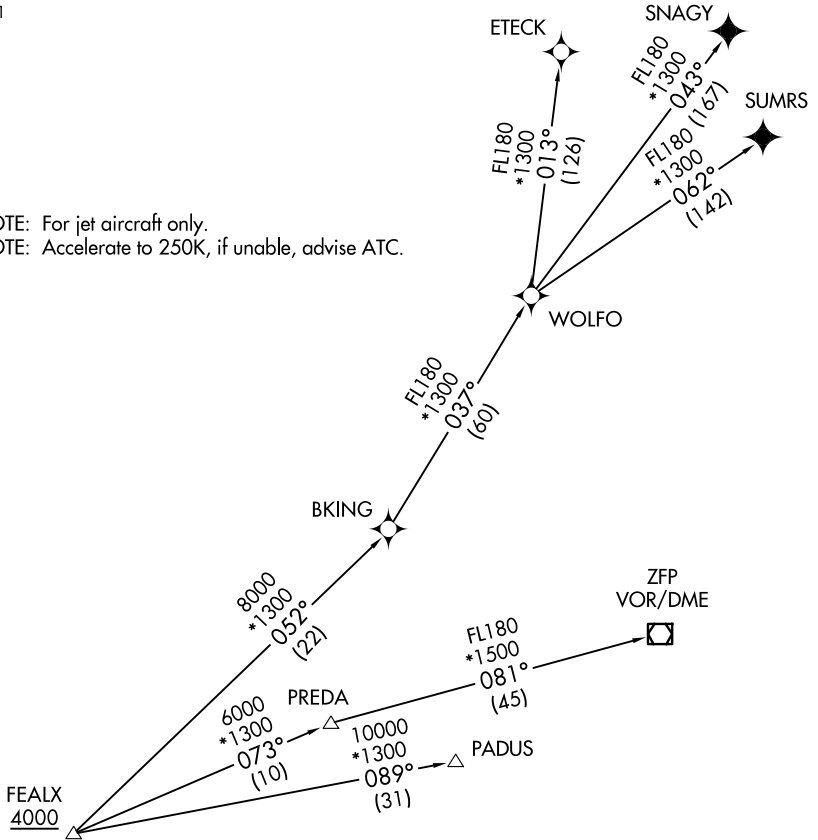 SNAGY
ETECK
FL180
*1300
043°
(167)
SUMRS
FL180
*1300
013°
(126)
FL180
*1300
062°
(142)
OTE: For jet aircraft only.
OTE: Accelerate to 250K, if unable, advise ATC.
WOLFO
FL180
*1300
037°
(60)
BKING
8000
*1300
052°
(22)
ZFP
VOR/DME
FL180
*1500
081°
(45)
PREDA
6000
*1300
073°
(10)
10000
*1300
089°
(31)
PADUS
FEALX
4000